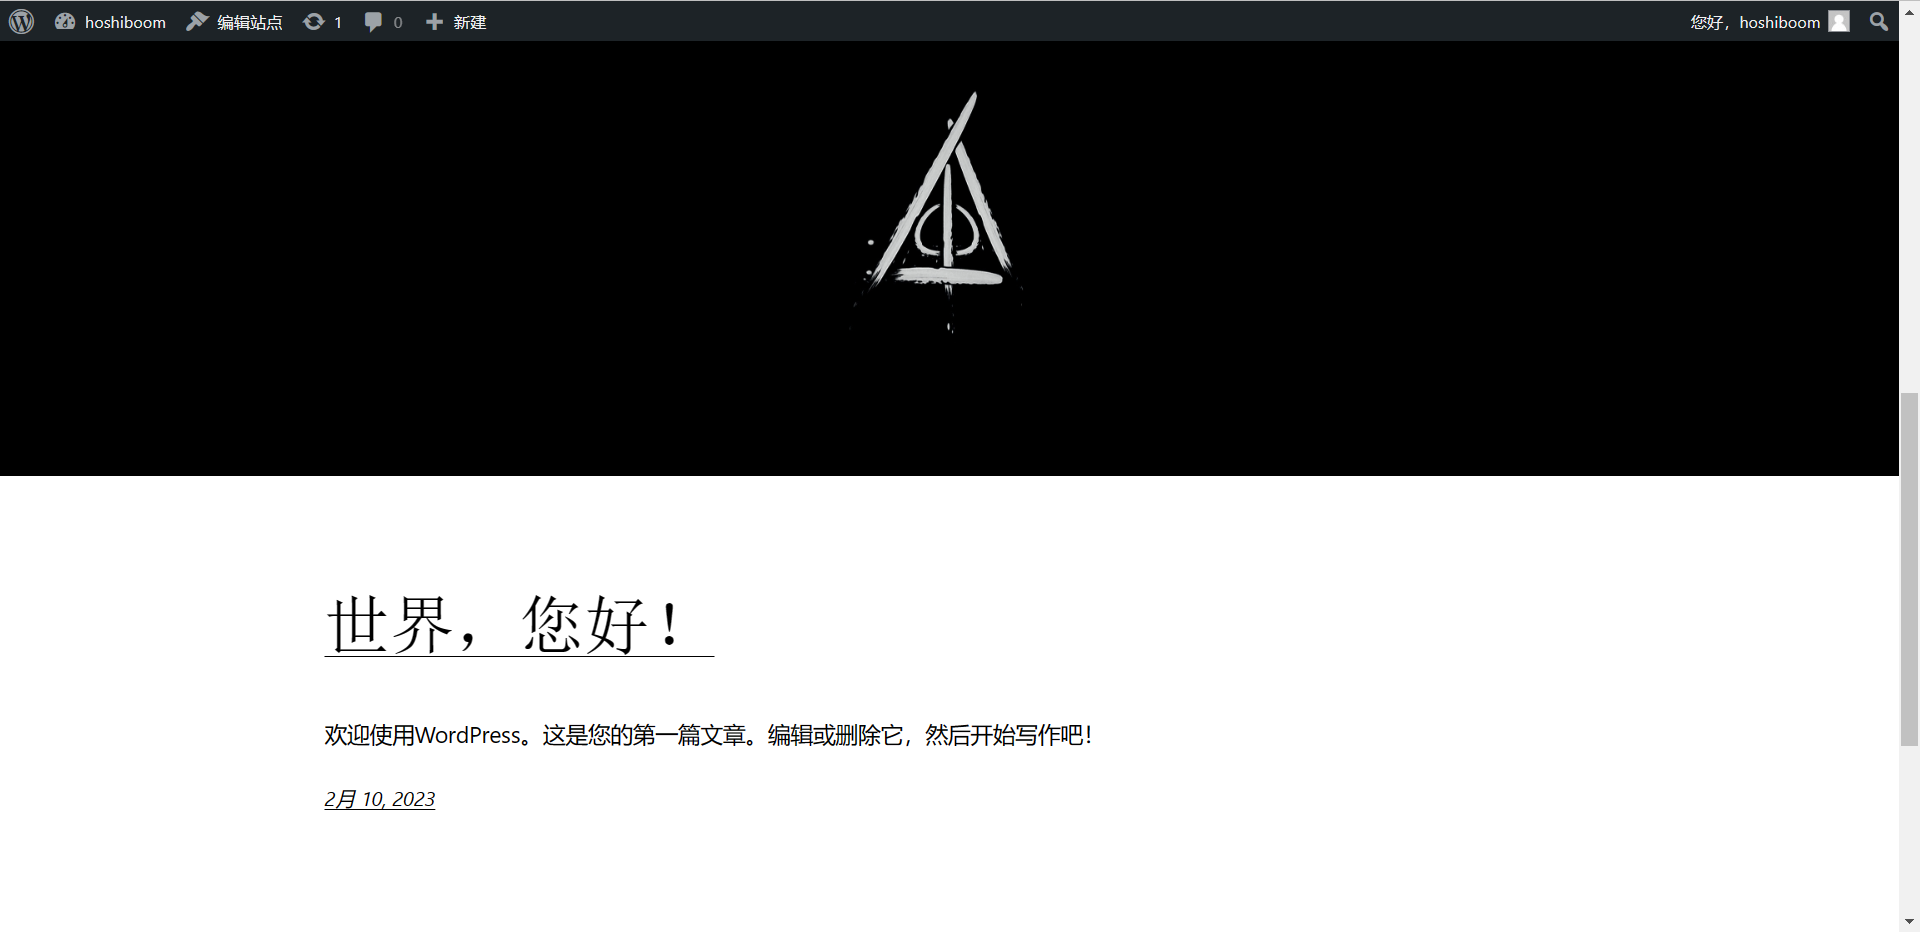 hoshiboom 编辑站点 1 0 新建 您好，hoshiboom
世界，您好！
欢迎使用WordPress。这是您的第一篇文章。编辑或删除它，然后开始写作吧！
2月 10, 2023